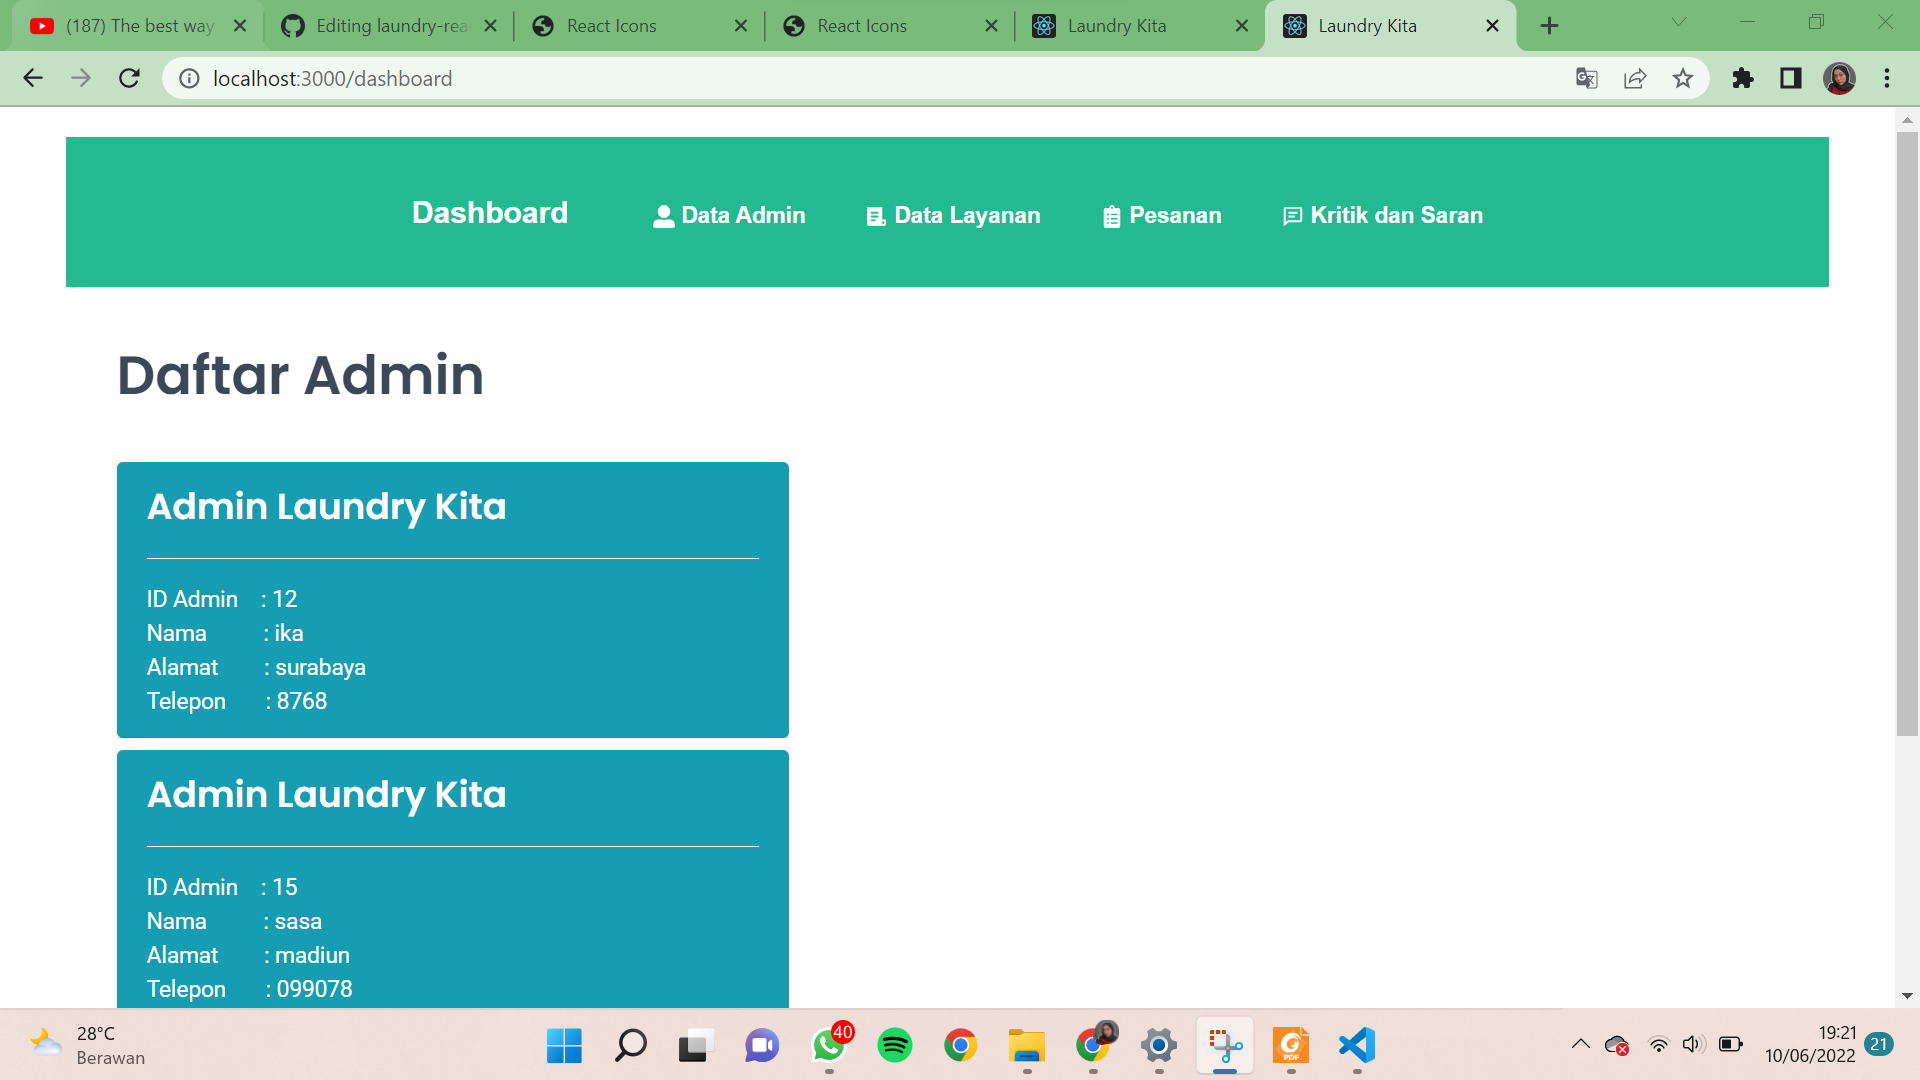 (187) The best way
Editing laundry-rea
React Icons
React Icons
Laundry Kita
Laundry Kita
localhost:3000/dashboard
Dashboard
Data Admin
Data Layanan
Pesanan
Kritik dan Saran
Daftar Admin
Admin Laundry Kita
ID Admin : 12
Nama : ika
Alamat : surabaya
Telepon : 8768
Admin Laundry Kita
ID Admin : 15
Nama : sasa
Alamat : madiun
Telepon : 099078
28°C
Berawan
40
PDF
19:21
10/06/2022
21